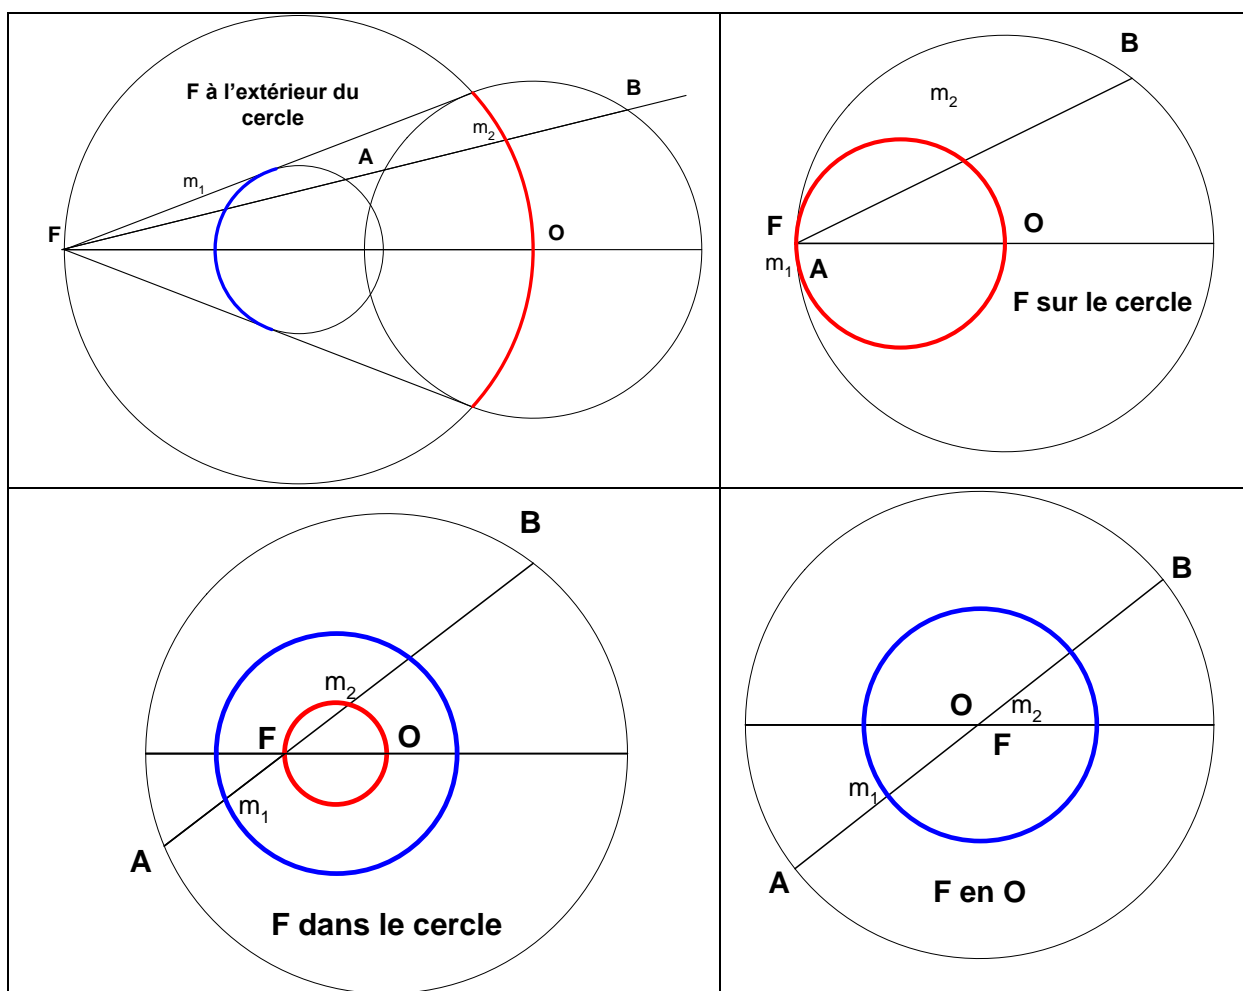 F à l’extérieur du
cercle
B
m2
A
m1
F
O
B
m2
F
O
m1
A
F sur le cercle
B
m2
F
O
m1
A
F dans le cercle
B
O
m2
F
m1
A
F en O